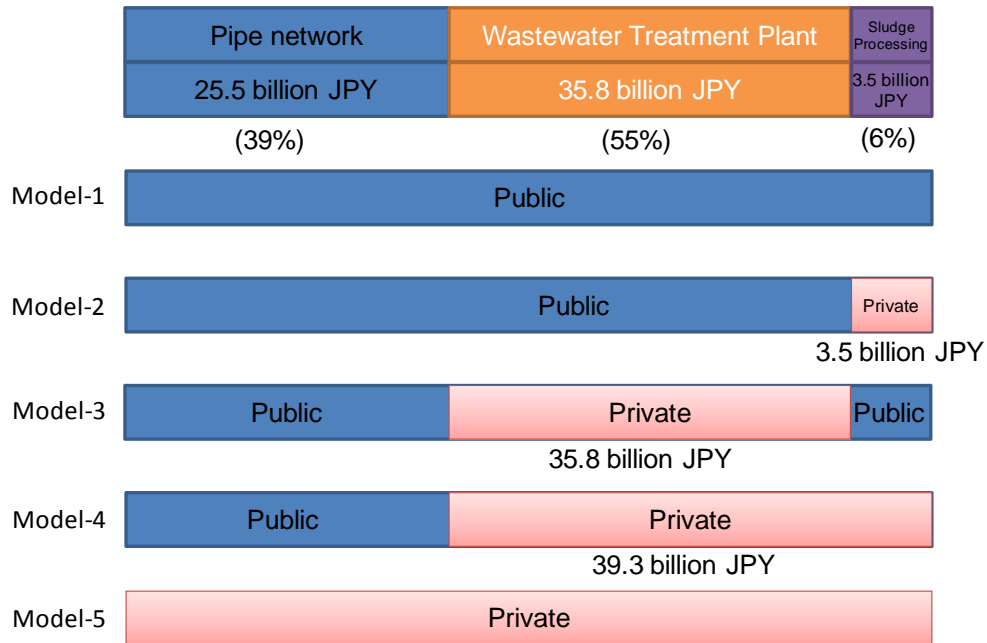 Pipe network
Wastewater Treatment Plant
Sludge
Processing
25.5 billion JPY
35.8 billion JPY
3.5 billion
JPY
(39%)
(55%)
(6%)
Model-1
Public
Model-2
Public
Private
3.5 billion JPY
Model-3
Public
Private
Public
35.8 billion JPY
Model-4
Public
Private
39.3 billion JPY
Model-5
Private